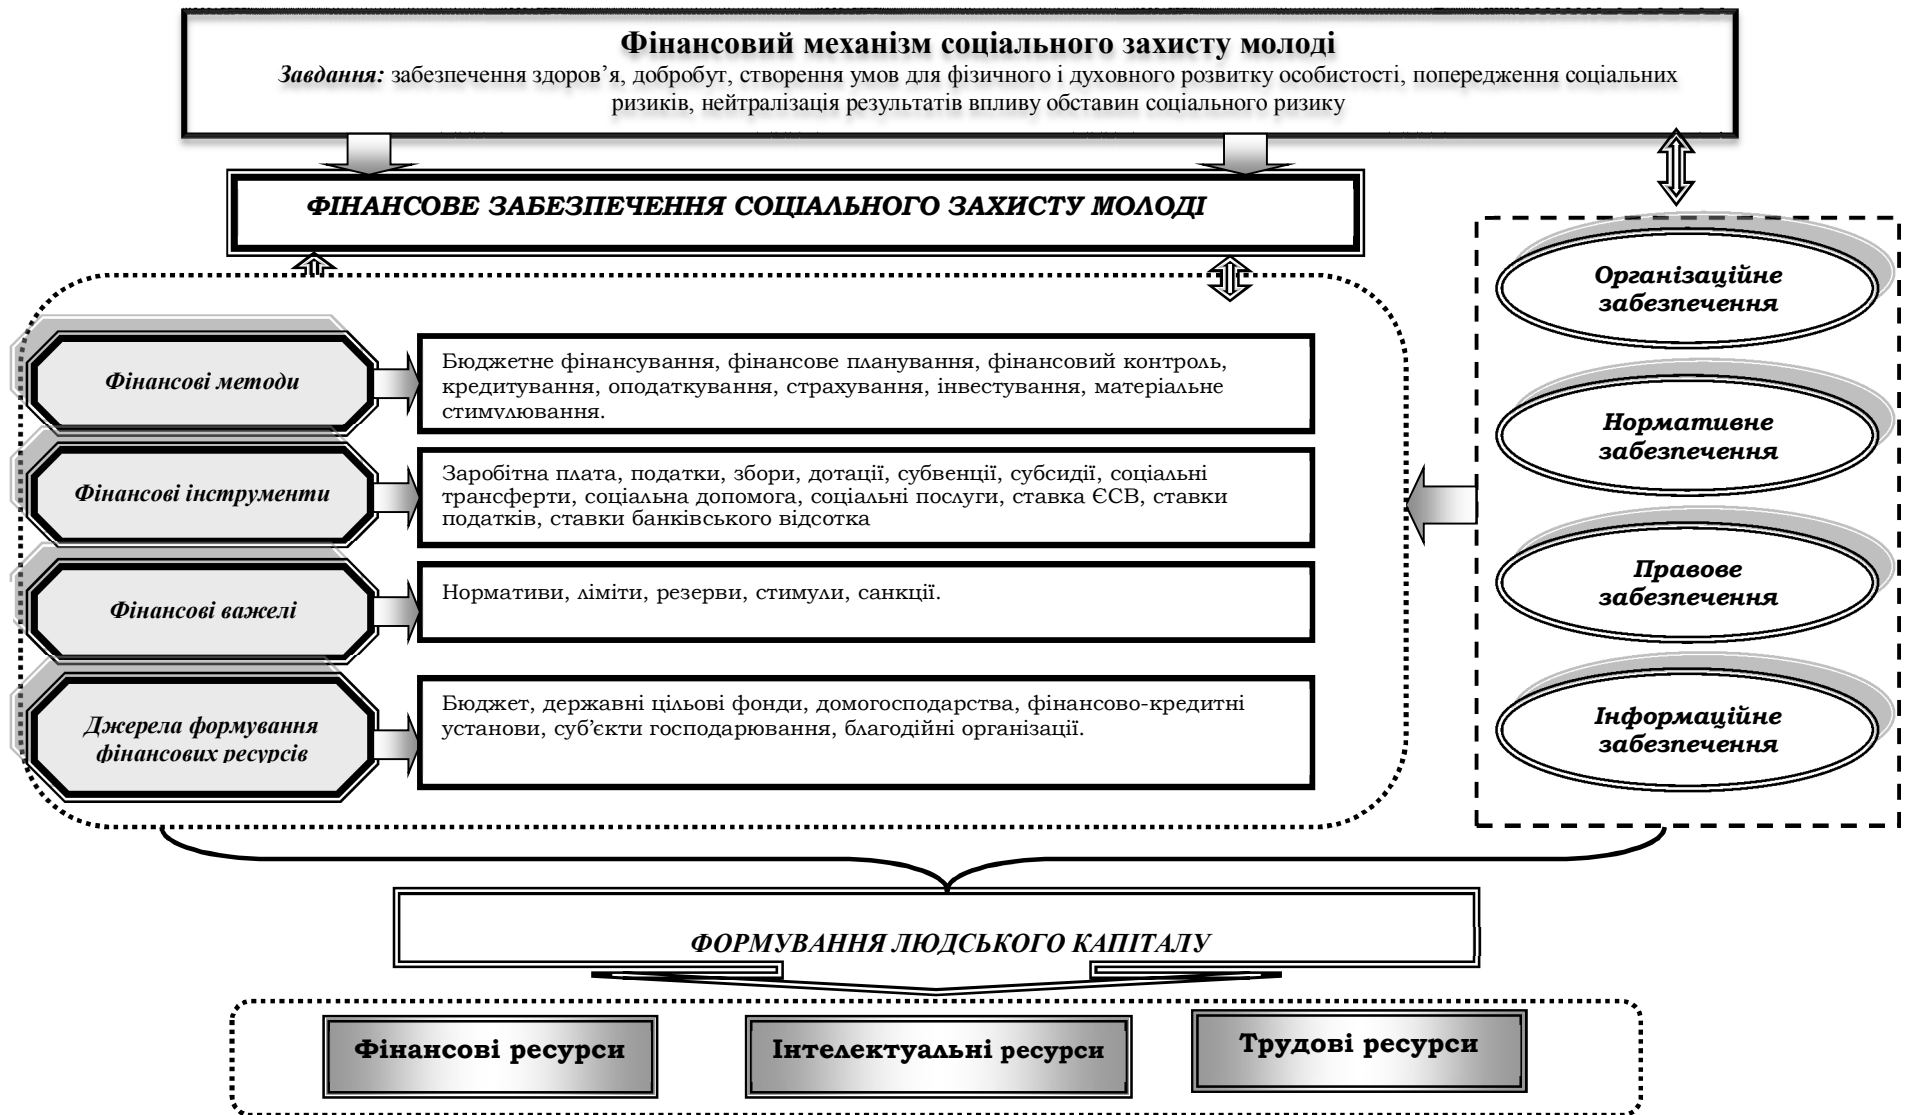 Фінансовий механізм соціального захисту молоді
Завдання: забезпечення здоров’я, добробут, створення умов для фізичного і духовного розвитку особистості, попередження соціальних
ризиків, нейтралізація результатів впливу обставин соціального ризику
ФІНАНСОВЕ ЗАБЕЗПЕЧЕННЯ СОЦІАЛЬНОГО ЗАХИСТУ МОЛОДІ
Фінансові методи
Бюджетне фінансування, фінансове планування, фінансовий контроль,
кредитування, оподаткування, страхування, інвестування, матеріальне
стимулювання.
Фінансові інструменти
Заробітна плата, податки, збори, дотації, субвенції, субсидії, соціальні
трансферти, соціальна допомога, соціальні послуги, ставка ЄСВ, ставки
податків, ставки банківського відсотка
Фінансові важелі
Нормативи, ліміти, резерви, стимули, санкції.
Джерела формування
фінансових ресурсів
Бюджет, державні цільові фонди, домогосподарства, фінансово-кредитні
установи, суб’єкти господарювання, благодійні організації.
Організаційне
забезпечення
Нормативне
забезпечення
Правове
забезпечення
Інформаційне
забезпечення
ФОРМУВАННЯ ЛЮДСЬКОГО КАПІТАЛУ
Фінансові ресурси
Інтелектуальні ресурси
Трудові ресурси